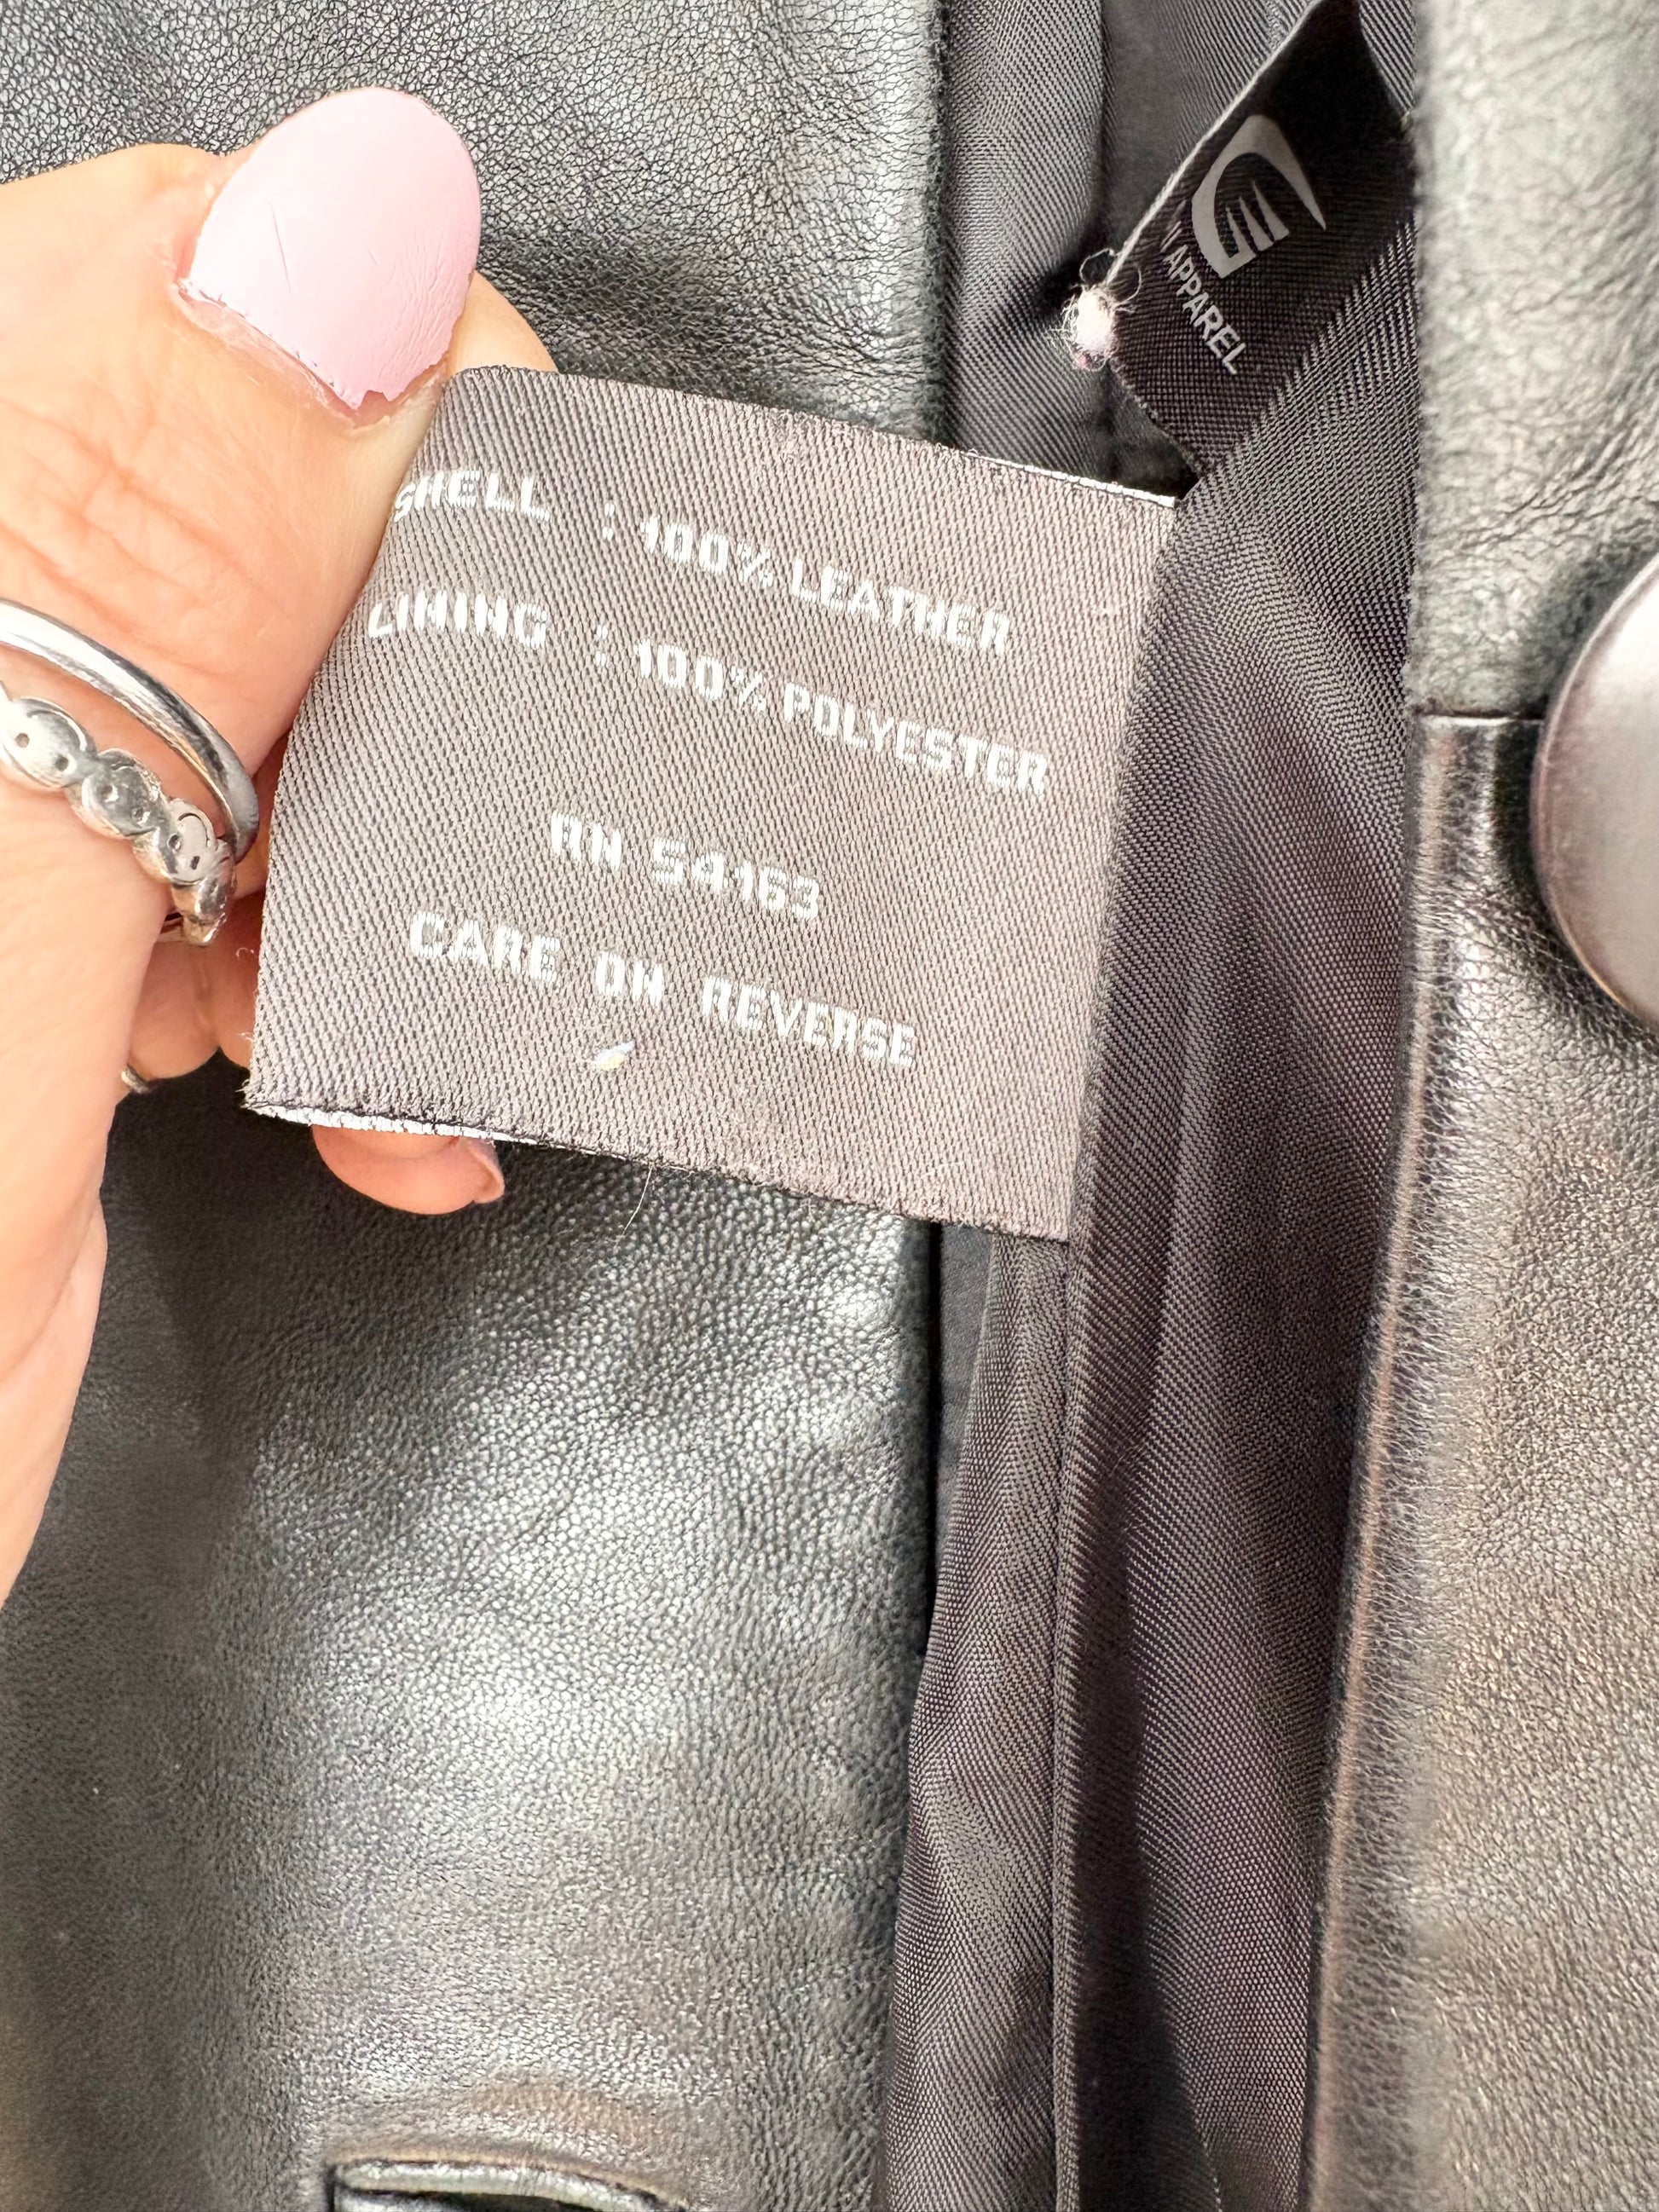 SHELL : 100% LEATHER
LINING : 100% POLYESTER
RN 54163
CARE ON REVERSE
APPAREL